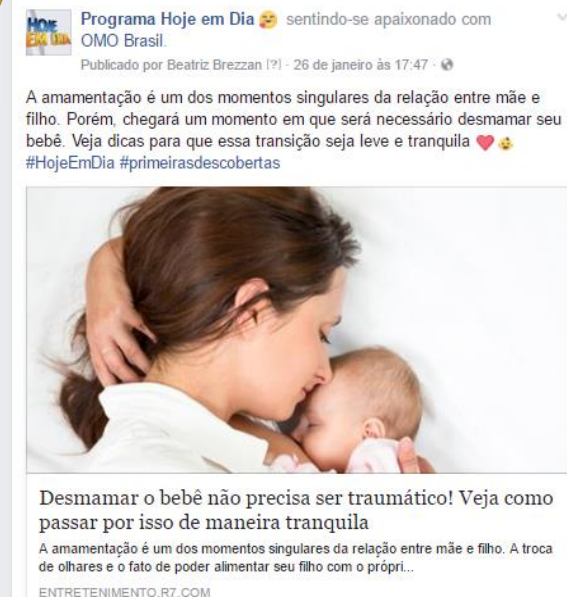 HOJE
EM DIA
Programa Hoje em Dia 🥰 sentindo-se apaixonado com
OMO Brasil.
Publicado por Beatriz Brezzan [?] · 26 de janeiro às 17:47 ·
A amamentação é um dos momentos singulares da relação entre mãe e
filho. Porém, chegará um momento em que será necessário desmamar seu
bebê. Veja dicas para que essa transição seja leve e tranquila ❤️ 👶
#HojeEmDia #primeirasdescobertas
Desmamar o bebê não precisa ser traumático! Veja como
passar por isso de maneira tranquila
A amamentação é um dos momentos singulares da relação entre mãe e filho. A troca
de olhares e o fato de poder alimentar seu filho com o própri...
ENTRETENIMENTO.R7.COM